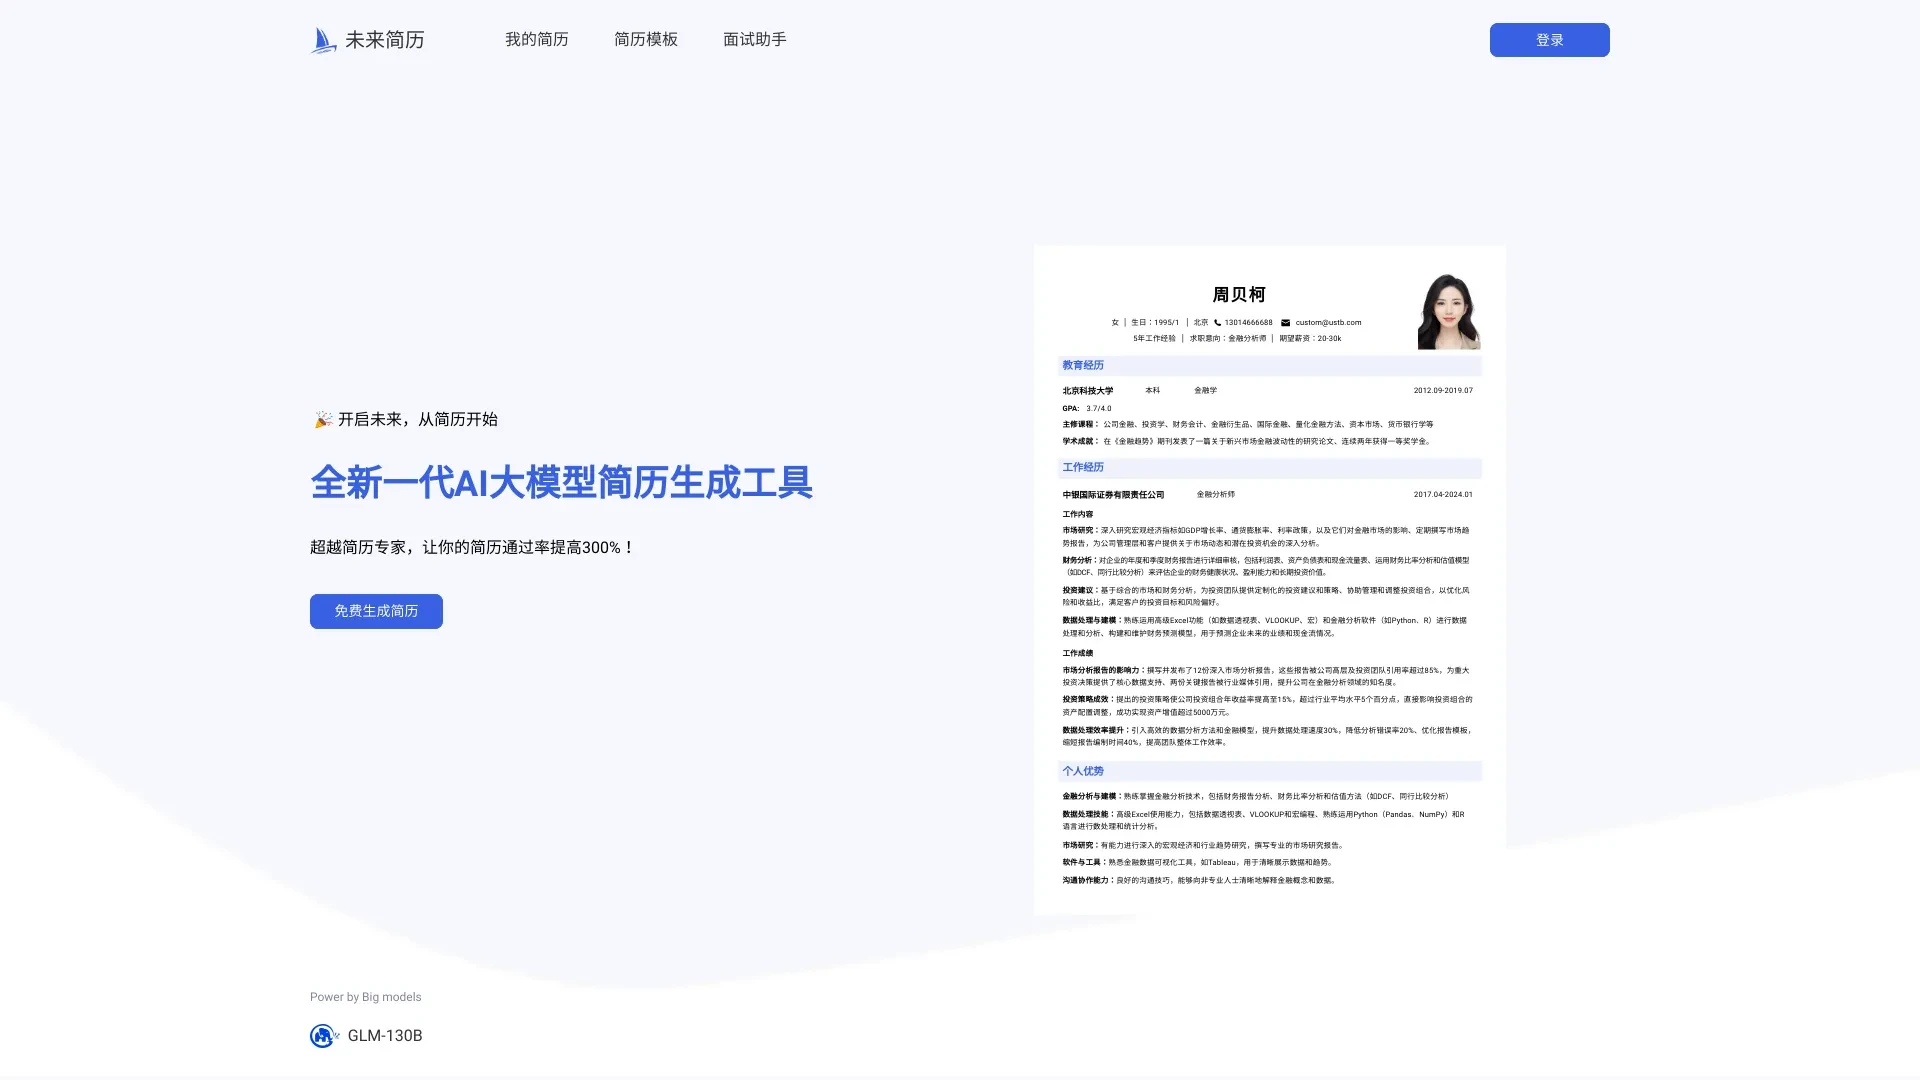 未来简历
我的简历
简历模板
面试助手
登录
开启未来，从简历开始
全新一代AI大模型简历生成工具
超越简历专家，让你的简历通过率提高300%！
免费生成简历
周贝柯
女 | 生日：1995/1 | 北京 13014666688 custom@ustb.com
5年工作经验 | 求职意向：金融分析师 | 期望薪资：20-30k
教育经历
北京科技大学 本科 金融学 2012.09-2019.07
GPA: 3.7/4.0
主修课程： 公司金融、投资学、财务会计、金融衍生品、国际金融、量化金融方法、资本市场、货币银行学等
学术成就： 在《金融趋势》期刊发表了一篇关于新兴市场金融波动性的研究论文、连续两年获得一等奖学金。
工作经历
中银国际证券有限责任公司 金融分析师 2017.04-2024.01
工作内容
市场研究：深入研究宏观经济指标如GDP增长率、通货膨胀率、利率政策，以及它们对金融市场的影响、定期撰写市场趋
势报告，为公司管理层和客户提供关于市场动态和潜在投资机会的深入分析。
财务分析：对企业的年度和季度财务报告进行详细审核，包括利润表、资产负债表和现金流量表、运用财务比率分析和估值模型
（如DCF、同行比较分析）来评估企业的财务健康状况、盈利能力和长期投资价值。
投资建议：基于综合的市场和财务分析，为投资团队提供定制化的投资建议和策略、协助管理和调整投资组合，以优化风
险和收益比，满足客户的投资目标和风险偏好。
数据处理与建模：熟练运用高级Excel功能（如数据透视表、VLOOKUP、宏）和金融分析软件（如Python、R）进行数据
处理和分析、构建和维护财务预测模型，用于预测企业未来的业绩和现金流情况。
工作成绩
市场分析报告的影响力：撰写并发布了12份深入市场分析报告，这些报告被公司高层及投资团队引用率超过85%，为重大
投资决策提供了核心数据支持、两份关键报告被行业媒体引用，提升公司在金融分析领域的知名度。
投资策略成效：提出的投资策略使公司投资组合年收益率提高至15%，超过行业平均水平5个百分点，直接影响投资组合的
资产配置调整，成功实现资产增值超过5000万元。
数据处理效率提升：引入高效的数据分析方法和金融模型，提升数据处理速度30%，降低分析错误率20%、优化报告模板，
缩短报告编制时间40%，提高团队整体工作效率。
个人优势
金融分析与建模：熟练掌握金融分析技术，包括财务报告分析、财务比率分析和估值方法（如DCF、同行比较分析）
数据处理技能：高级Excel使用能力，包括数据透视表、VLOOKUP和宏编程、熟练运用Python（Pandas、NumPy）和R
语言进行数处理和统计分析。
市场研究：有能力进行深入的宏观经济和行业趋势研究，撰写专业的市场研究报告。
软件与工具：熟悉金融数据可视化工具，如Tableau，用于清晰展示数据和趋势。
沟通协作能力：良好的沟通技巧，能够向非专业人士清晰地解释金融概念和数据。
Power by Big models
GLM-130B